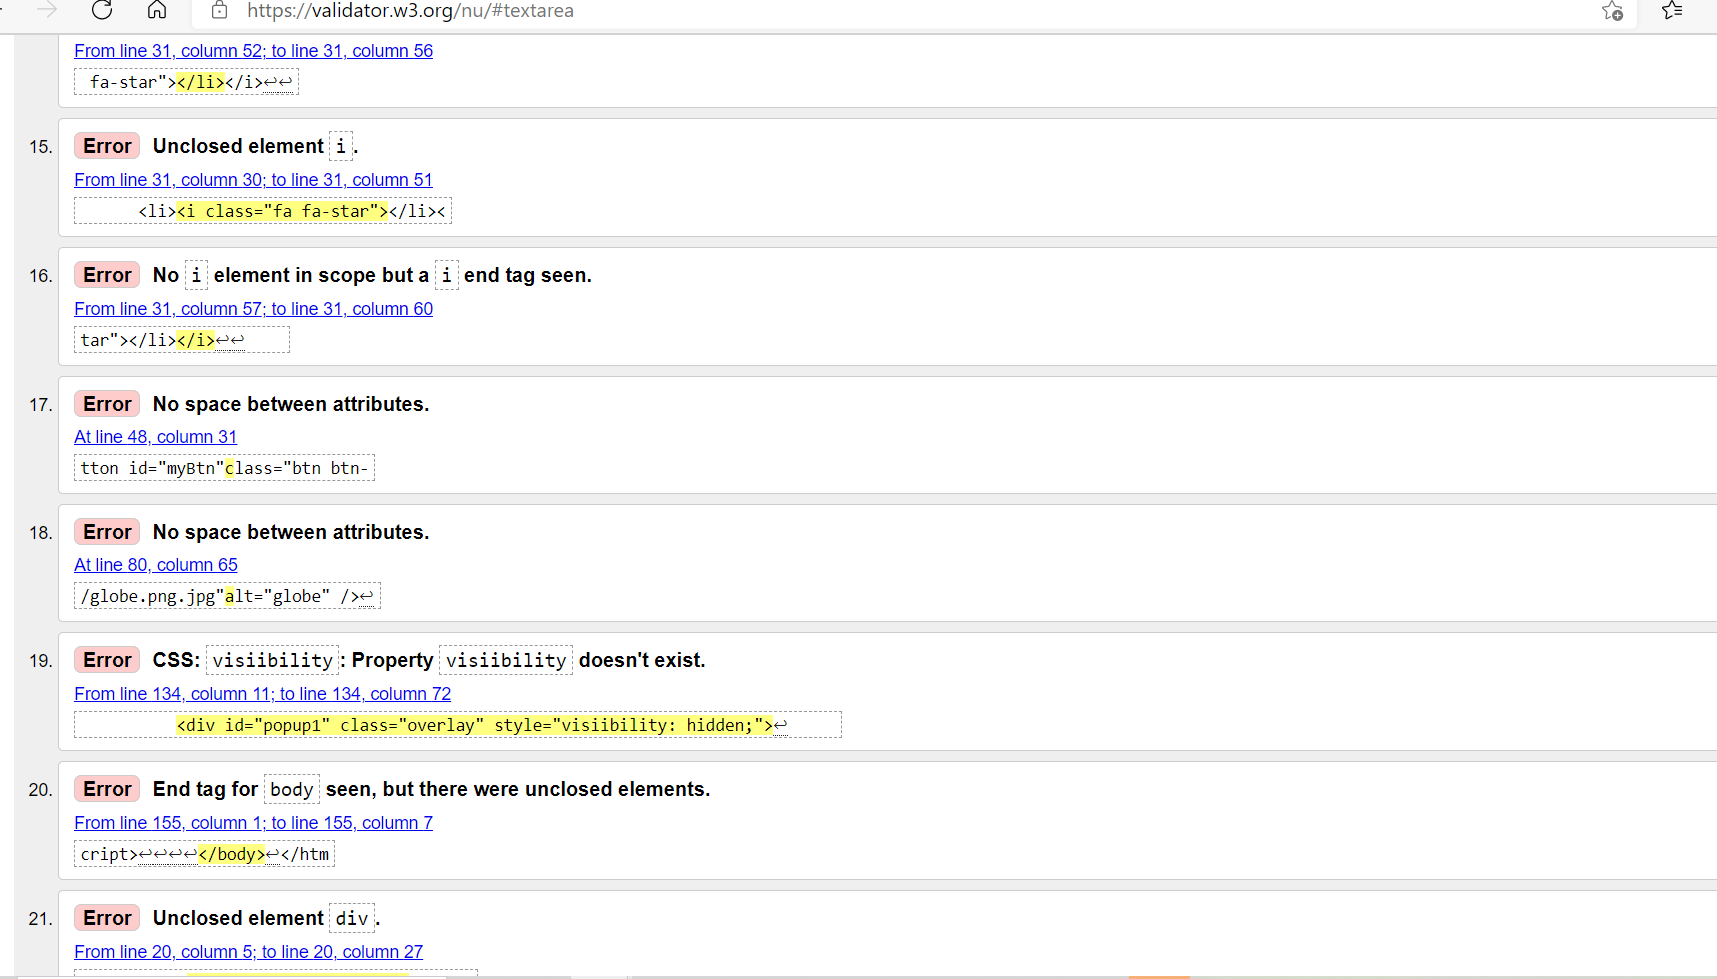 https://validator.w3.org/nu/#textarea
From line 31, column 52; to line 31, column 56
fa-star"></li></i>↩↩
15. Error Unclosed element i.
From line 31, column 30; to line 31, column 51
<li><i class="fa fa-star"></li><
16. Error No i element in scope but a i end tag seen.
From line 31, column 57; to line 31, column 60
tar"></li></i>↩↩
17. Error No space between attributes.
At line 48, column 31
tton id="myBtn"class="btn btn-
18. Error No space between attributes.
At line 80, column 65
/globe.png.jpg"alt="globe" />↩
19. Error CSS: visiibility: Property visiibility doesn't exist.
From line 134, column 11; to line 134, column 72
<div id="popup1" class="overlay" style="visiibility: hidden;">↩
20. Error End tag for body seen, but there were unclosed elements.
From line 155, column 1; to line 155, column 7
cript>↩↩↩↩</body>↩</htm
21. Error Unclosed element div.
From line 20, column 5; to line 20, column 27